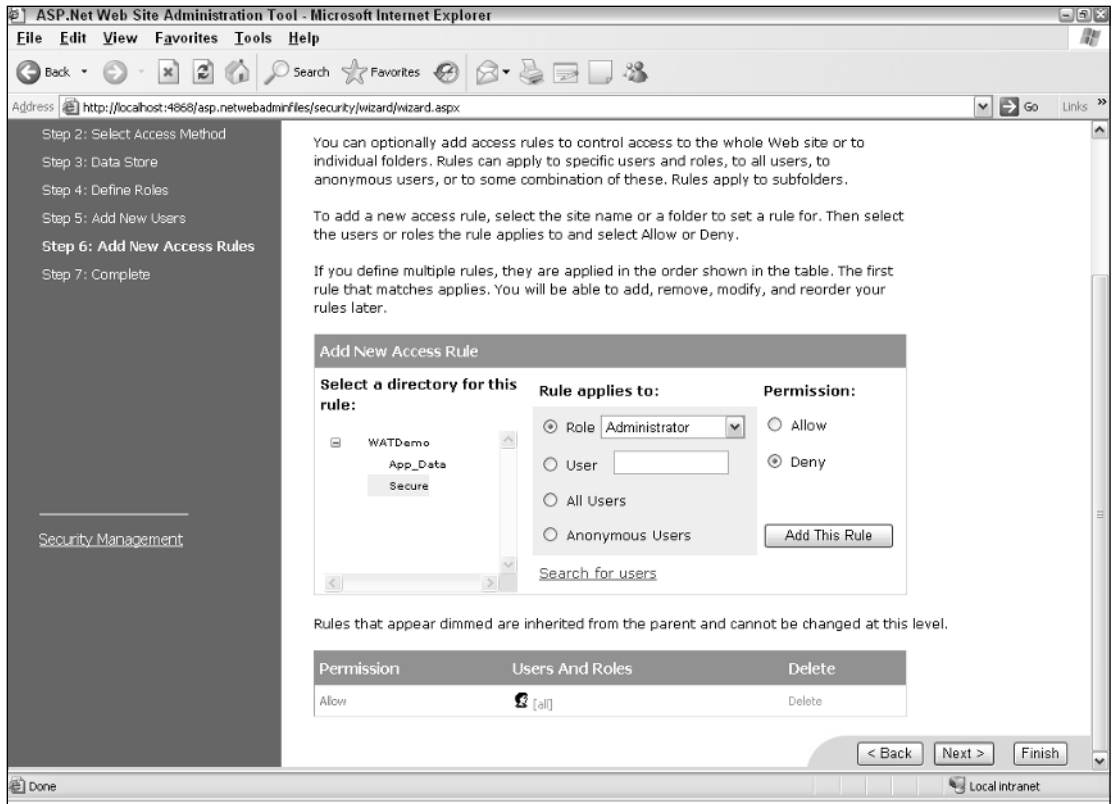 ASP.Net Web Site Administration Tool - Microsoft Internet Explorer
File Edit View Favorites Tools Help
Back Search Favorites
Address http://localhost:4868/asp.netwebadminfiles/security/wizard/wizard.aspx Go Links »
Step 2: Select Access Method
Step 3: Data Store
Step 4: Define Roles
Step 5: Add New Users
Step 6: Add New Access Rules
Step 7: Complete
Security Management
You can optionally add access rules to control access to the whole Web site or to
individual folders. Rules can apply to specific users and roles, to all users, to
anonymous users, or to some combination of these. Rules apply to subfolders.
To add a new access rule, select the site name or a folder to set a rule for. Then select
the users or roles the rule applies to and select Allow or Deny.
If you define multiple rules, they are applied in the order shown in the table. The first
rule that matches applies. You will be able to add, remove, modify, and reorder your
rules later.
Add New Access Rule
Select a directory for this
rule:
WATDemo
App_Data
Secure
Rule applies to:
Role Administrator
User
All Users
Anonymous Users
Search for users
Permission:
Allow
Deny
Add This Rule
Rules that appear dimmed are inherited from the parent and cannot be changed at this level.
Permission Users And Roles Delete
Allow [all] Delete
< Back Next > Finish
Done Local intranet